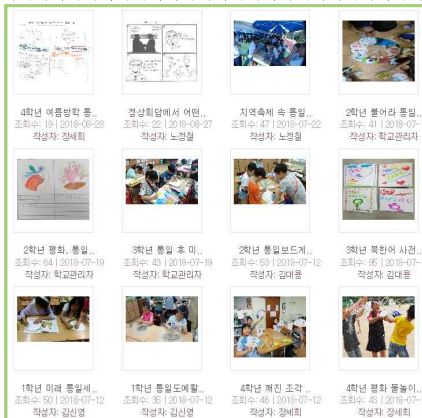 4학년 여름방학 통..
조회수: 19 | 2018-08-28
작성자: 장세희
정상회담에서 어떤..
조회수: 22 | 2018-08-27
작성자: 노정철
지역축제 속 통일..
조회수: 47 | 2018-07-22
작성자: 노정철
2학년 불어라 통일..
조회수: 41 | 2018-07-
작성자: 학교관리자
2학년 평화, 통일..
조회수: 64 | 2018-07-19
작성자: 학교관리자
3학년 통일 후 미..
조회수: 43 | 2018-07-19
작성자: 학교관리자
2학년 통일보드게..
조회수: 53 | 2018-07-12
작성자: 김대용
3학년 북한어 사전..
조회수: 95 | 2018-07-
작성자: 김대용
1학년 미래 통일세..
조회수: 50 | 2018-07-12
작성자: 김신영
1학년 통일도예활..
조회수: 35 | 2018-07-12
작성자: 김신영
4학년 깨진 조각 ..
조회수: 46 | 2018-07-12
작성자: 장세희
4학년 평화 물놀이..
조회수: 43 | 2018-07-
작성자: 장세희